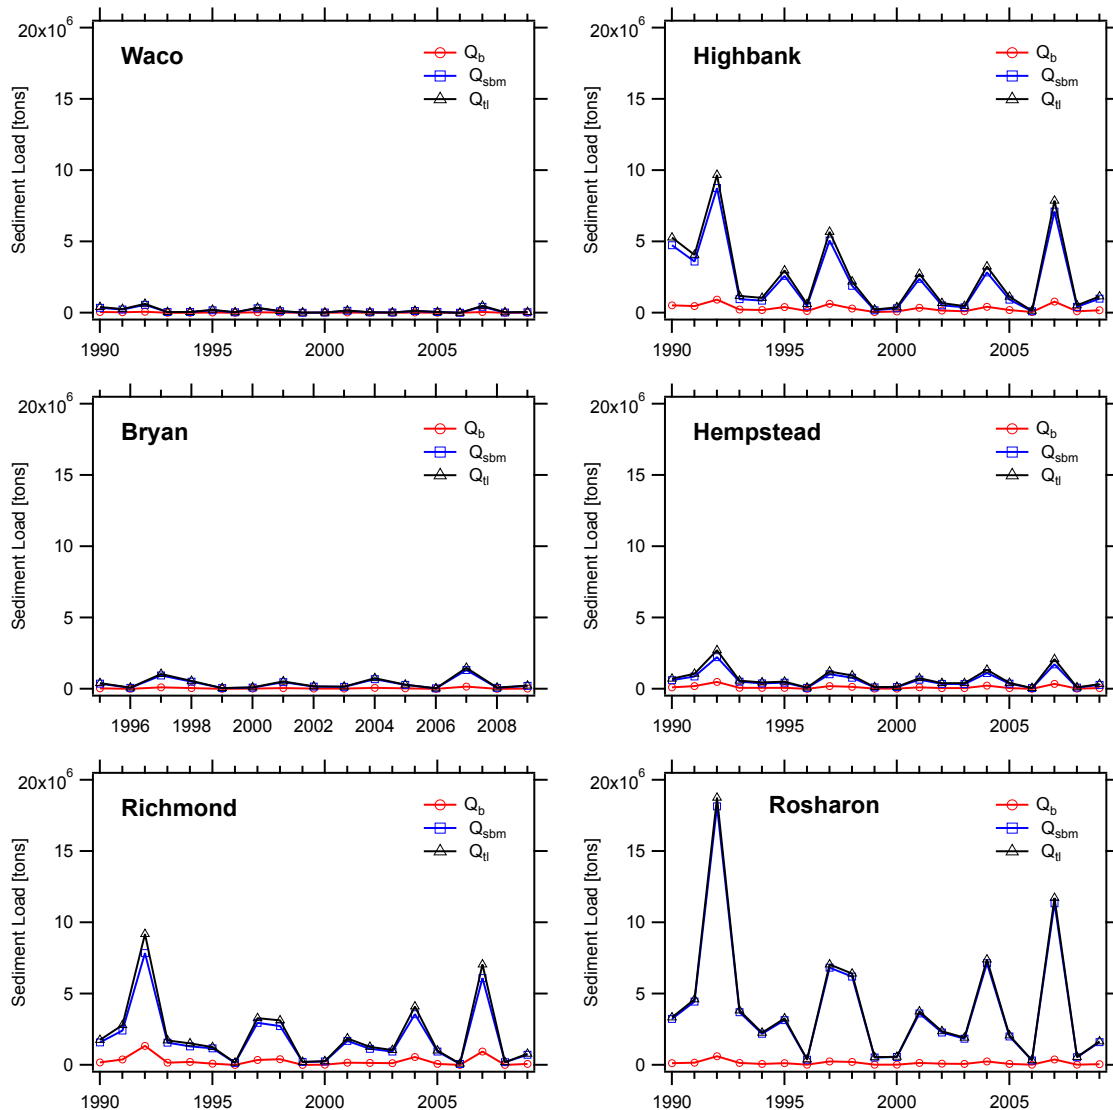 Waco
Q_b
Q_sbm
Q_tl
Sediment Load [tons]
20x10^6
15
10
5
0
1990 1995 2000 2005
Highbank
Q_b
Q_sbm
Q_tl
Sediment Load [tons]
20x10^6
15
10
5
0
1990 1995 2000 2005
Bryan
Q_b
Q_sbm
Q_tl
Sediment Load [tons]
20x10^6
15
10
5
0
1996 1998 2000 2002 2004 2006 2008
Hempstead
Q_b
Q_sbm
Q_tl
Sediment Load [tons]
20x10^6
15
10
5
0
1990 1995 2000 2005
Richmond
Q_b
Q_sbm
Q_tl
Sediment Load [tons]
20x10^6
15
10
5
0
1990 1995 2000 2005
Rosharon
Q_b
Q_sbm
Q_tl
Sediment Load [tons]
20x10^6
15
10
5
0
1990 1995 2000 2005